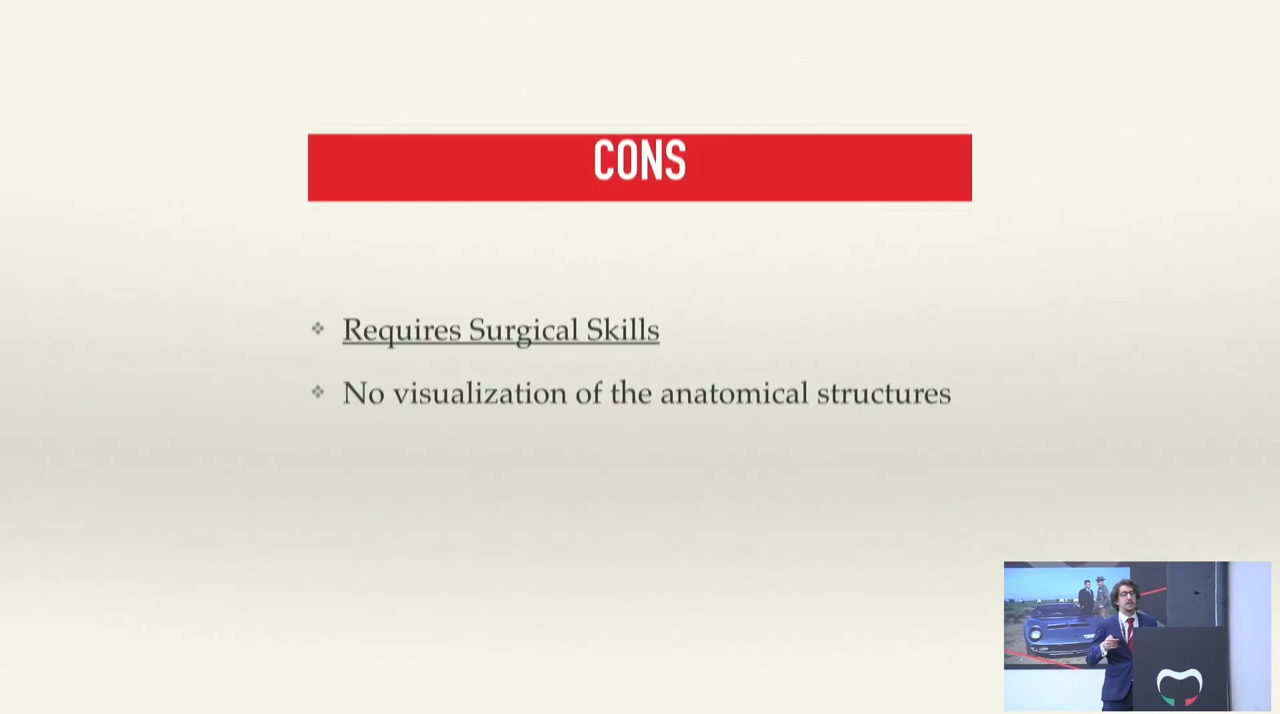 CONS
Requires Surgical Skills
No visualization of the anatomical structures